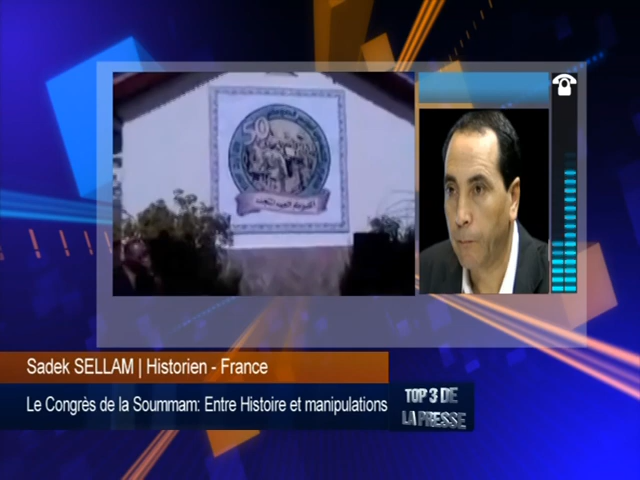 50
Sadek SELLAM | Historien - France
Le Congrès de la Soummam: Entre Histoire et manipulations
TOP 3 DE
LA PRESSE